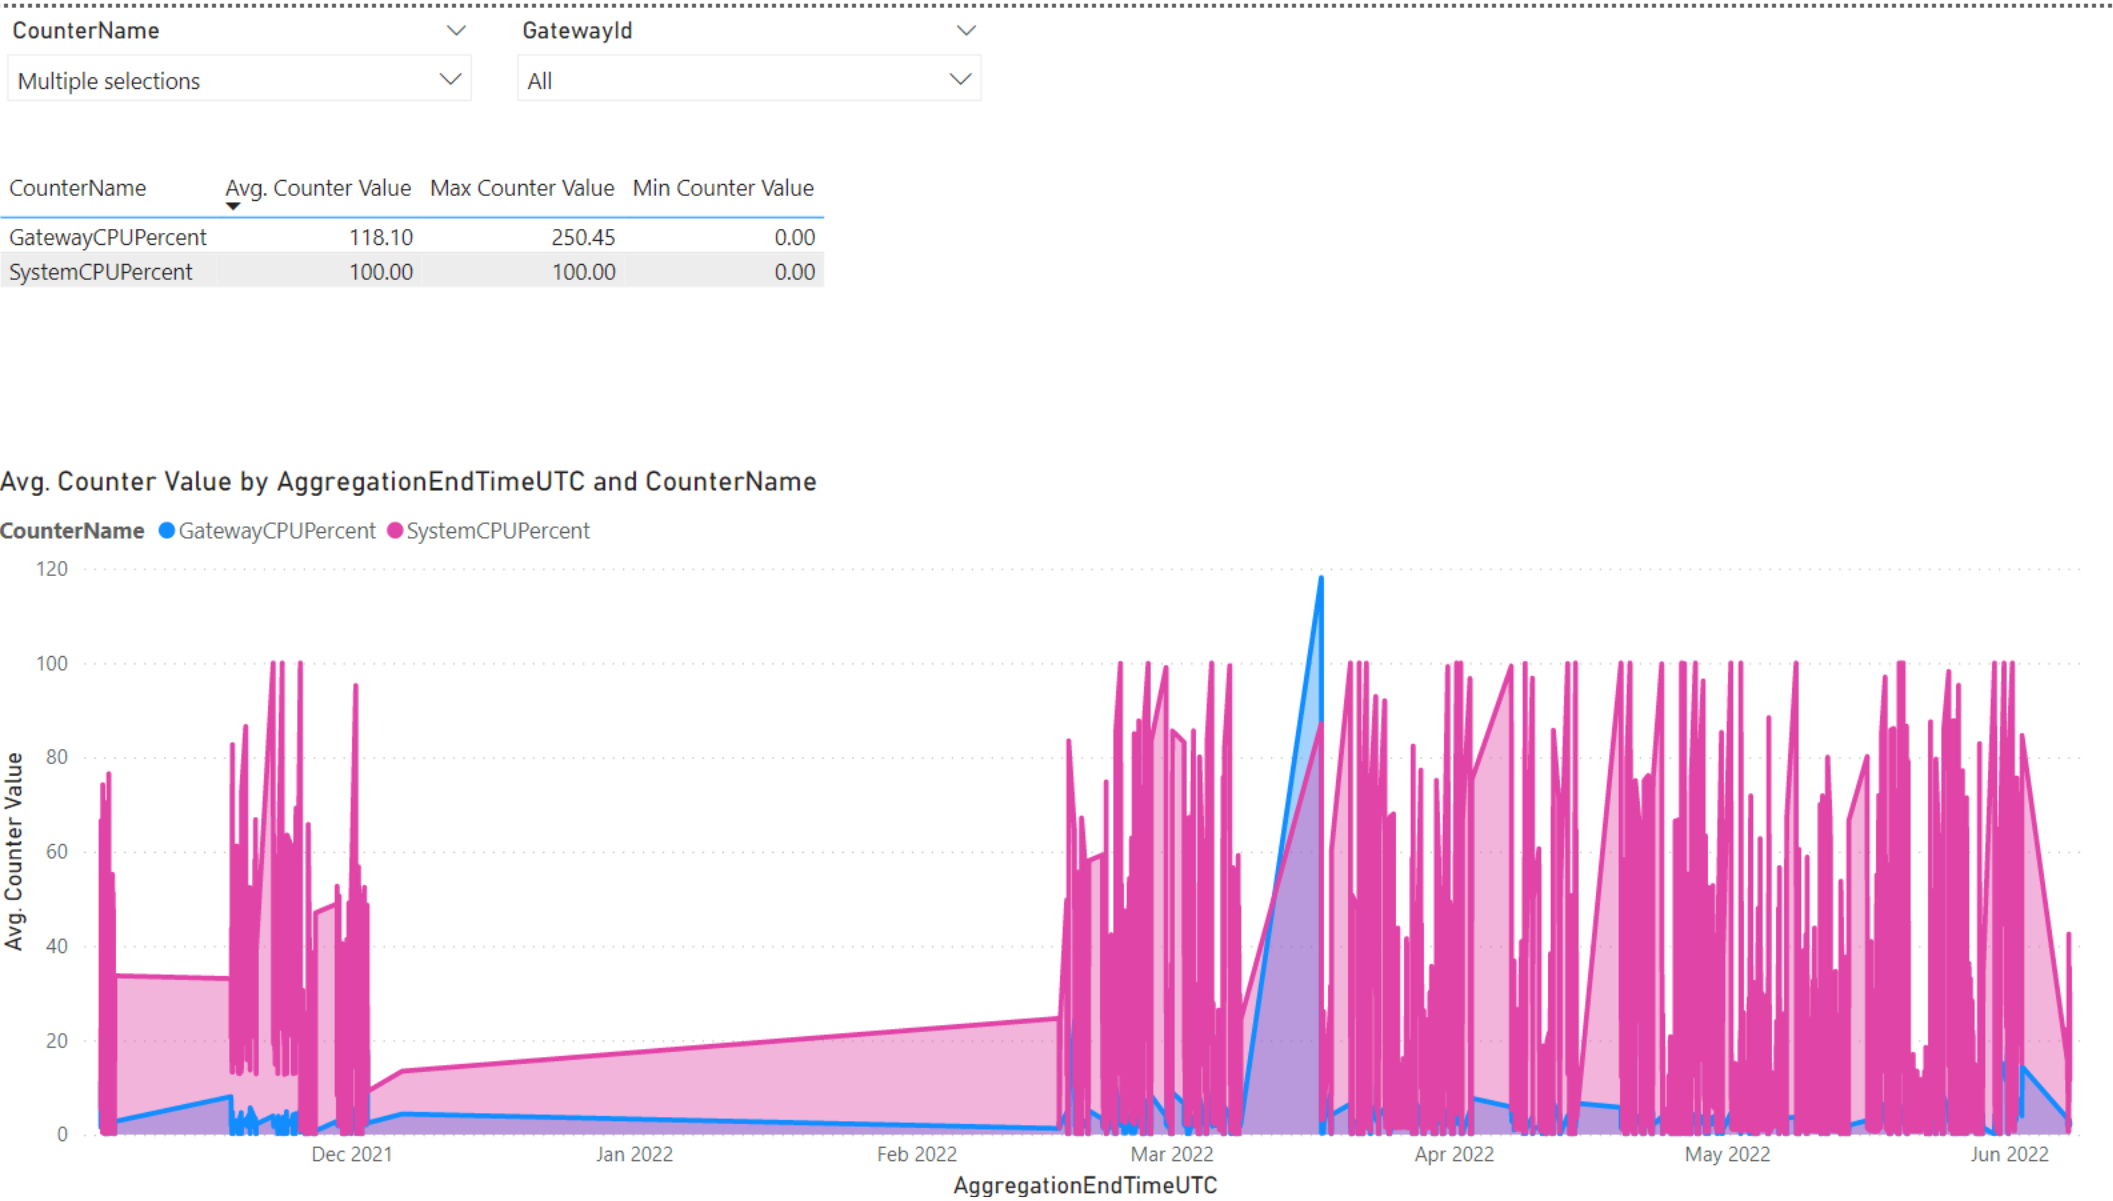 CounterName GatewayId
Multiple selections All
CounterName Avg. Counter Value Max Counter Value Min Counter Value
GatewayCPUPercent 118.10 250.45 0.00
SystemCPUPercent 100.00 100.00 0.00
Avg. Counter Value by AggregationEndTimeUTC and CounterName
CounterName GatewayCPUPercent SystemCPUPercent
120
100
80
60
40
20
0
Avg. Counter Value
Dec 2021 Jan 2022 Feb 2022 Mar 2022 Apr 2022 May 2022 Jun 2022
AggregationEndTimeUTC